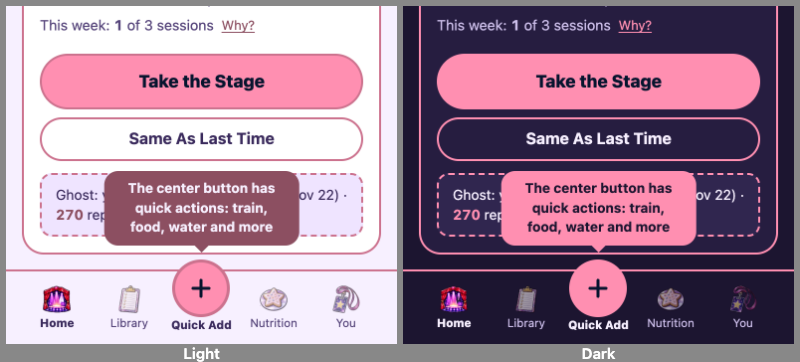 This week: 1 of 3 sessions Why?
Take the Stage
Same As Last Time
Ghost: ov 22) ·
270 rep
The center button has
quick actions: train,
food, water and more
Home Library Quick Add Nutrition You
Light
This week: 1 of 3 sessions Why?
Take the Stage
Same As Last Time
Ghost: ov 22) ·
270 rep
The center button has
quick actions: train,
food, water and more
Home Library Quick Add Nutrition You
Dark